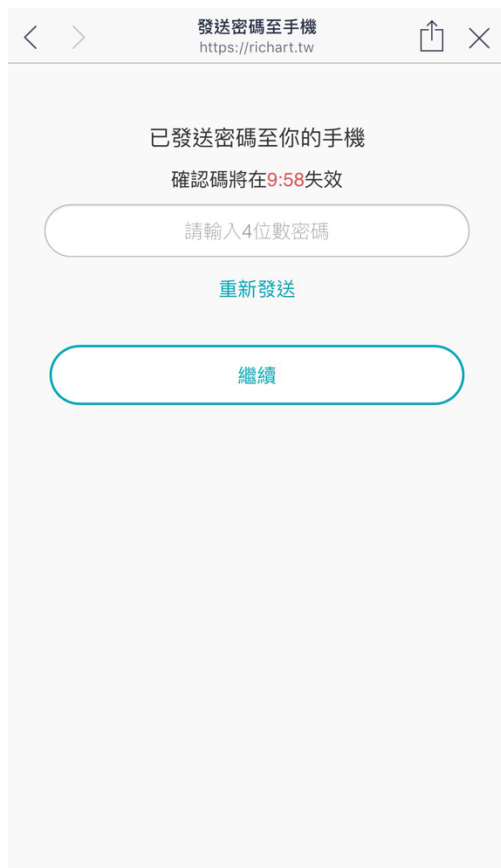 發送密碼至手機
https://richart.tw
已發送密碼至你的手機
確認碼將在9:58失效
請輸入4位數密碼
重新發送
繼續